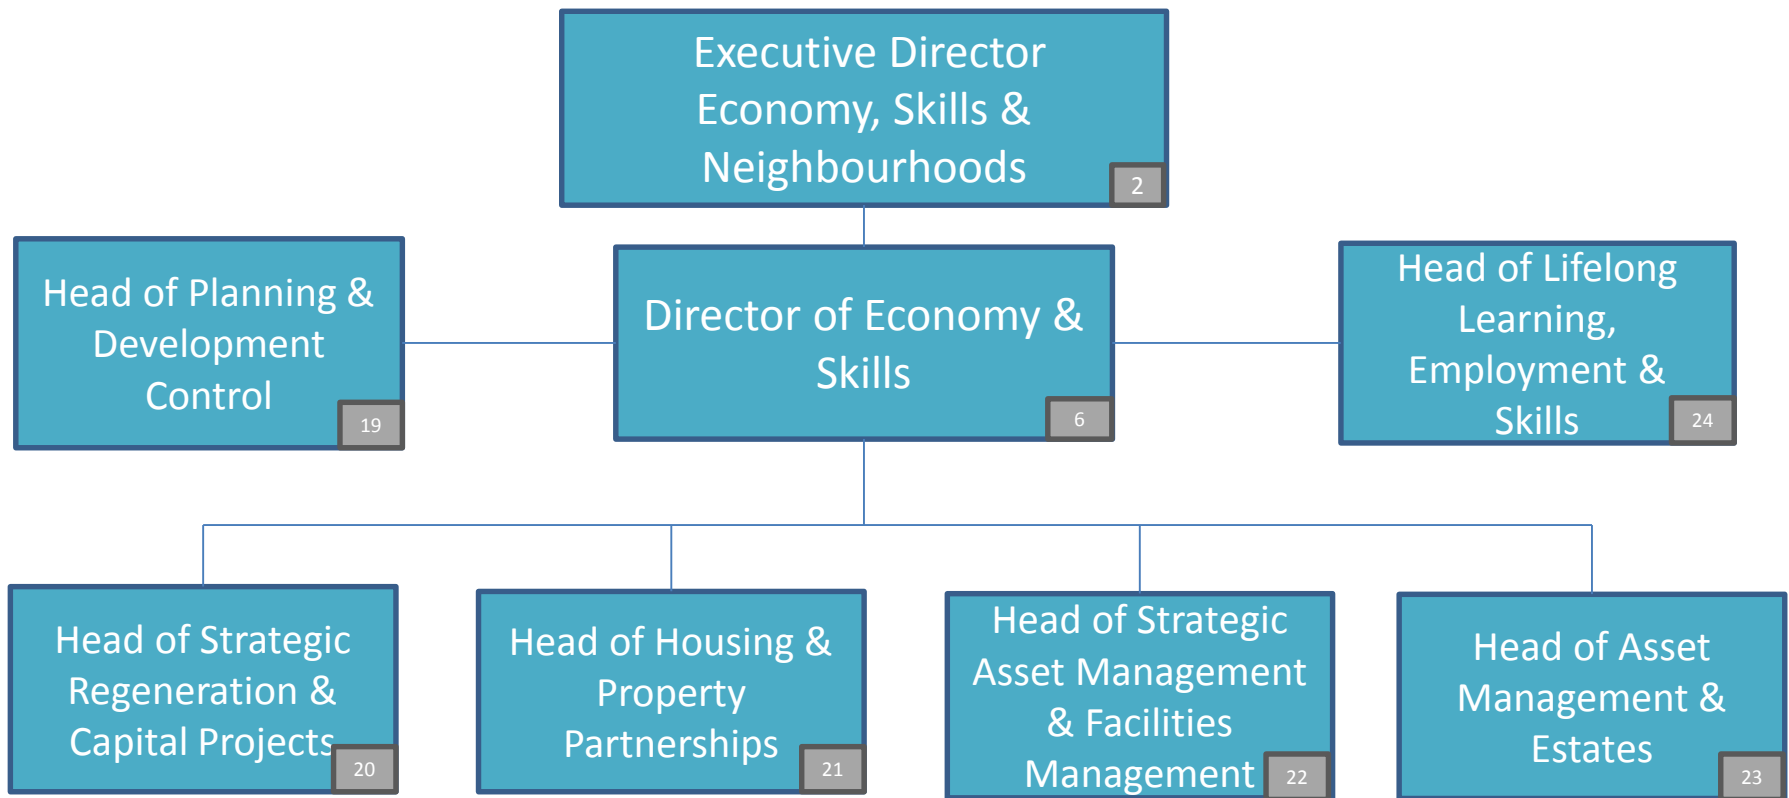 Executive Director
Economy, Skills &
Neighbourhoods
2
Head of Planning &
Development
Control
19
Director of Economy &
Skills
6
Head of Lifelong
Learning,
Employment &
Skills
24
Head of Strategic
Regeneration &
Capital Projects
20
Head of Housing &
Property
Partnerships
21
Head of Strategic
Asset Management
& Facilities
Management
22
Head of Asset
Management &
Estates
23